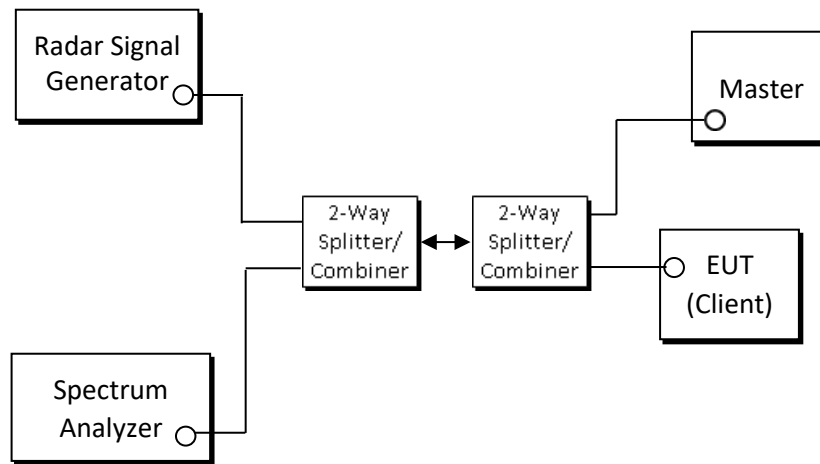 Radar Signal
Generator
Master
2-Way
Splitter/
Combiner
2-Way
Splitter/
Combiner
EUT
(Client)
Spectrum
Analyzer